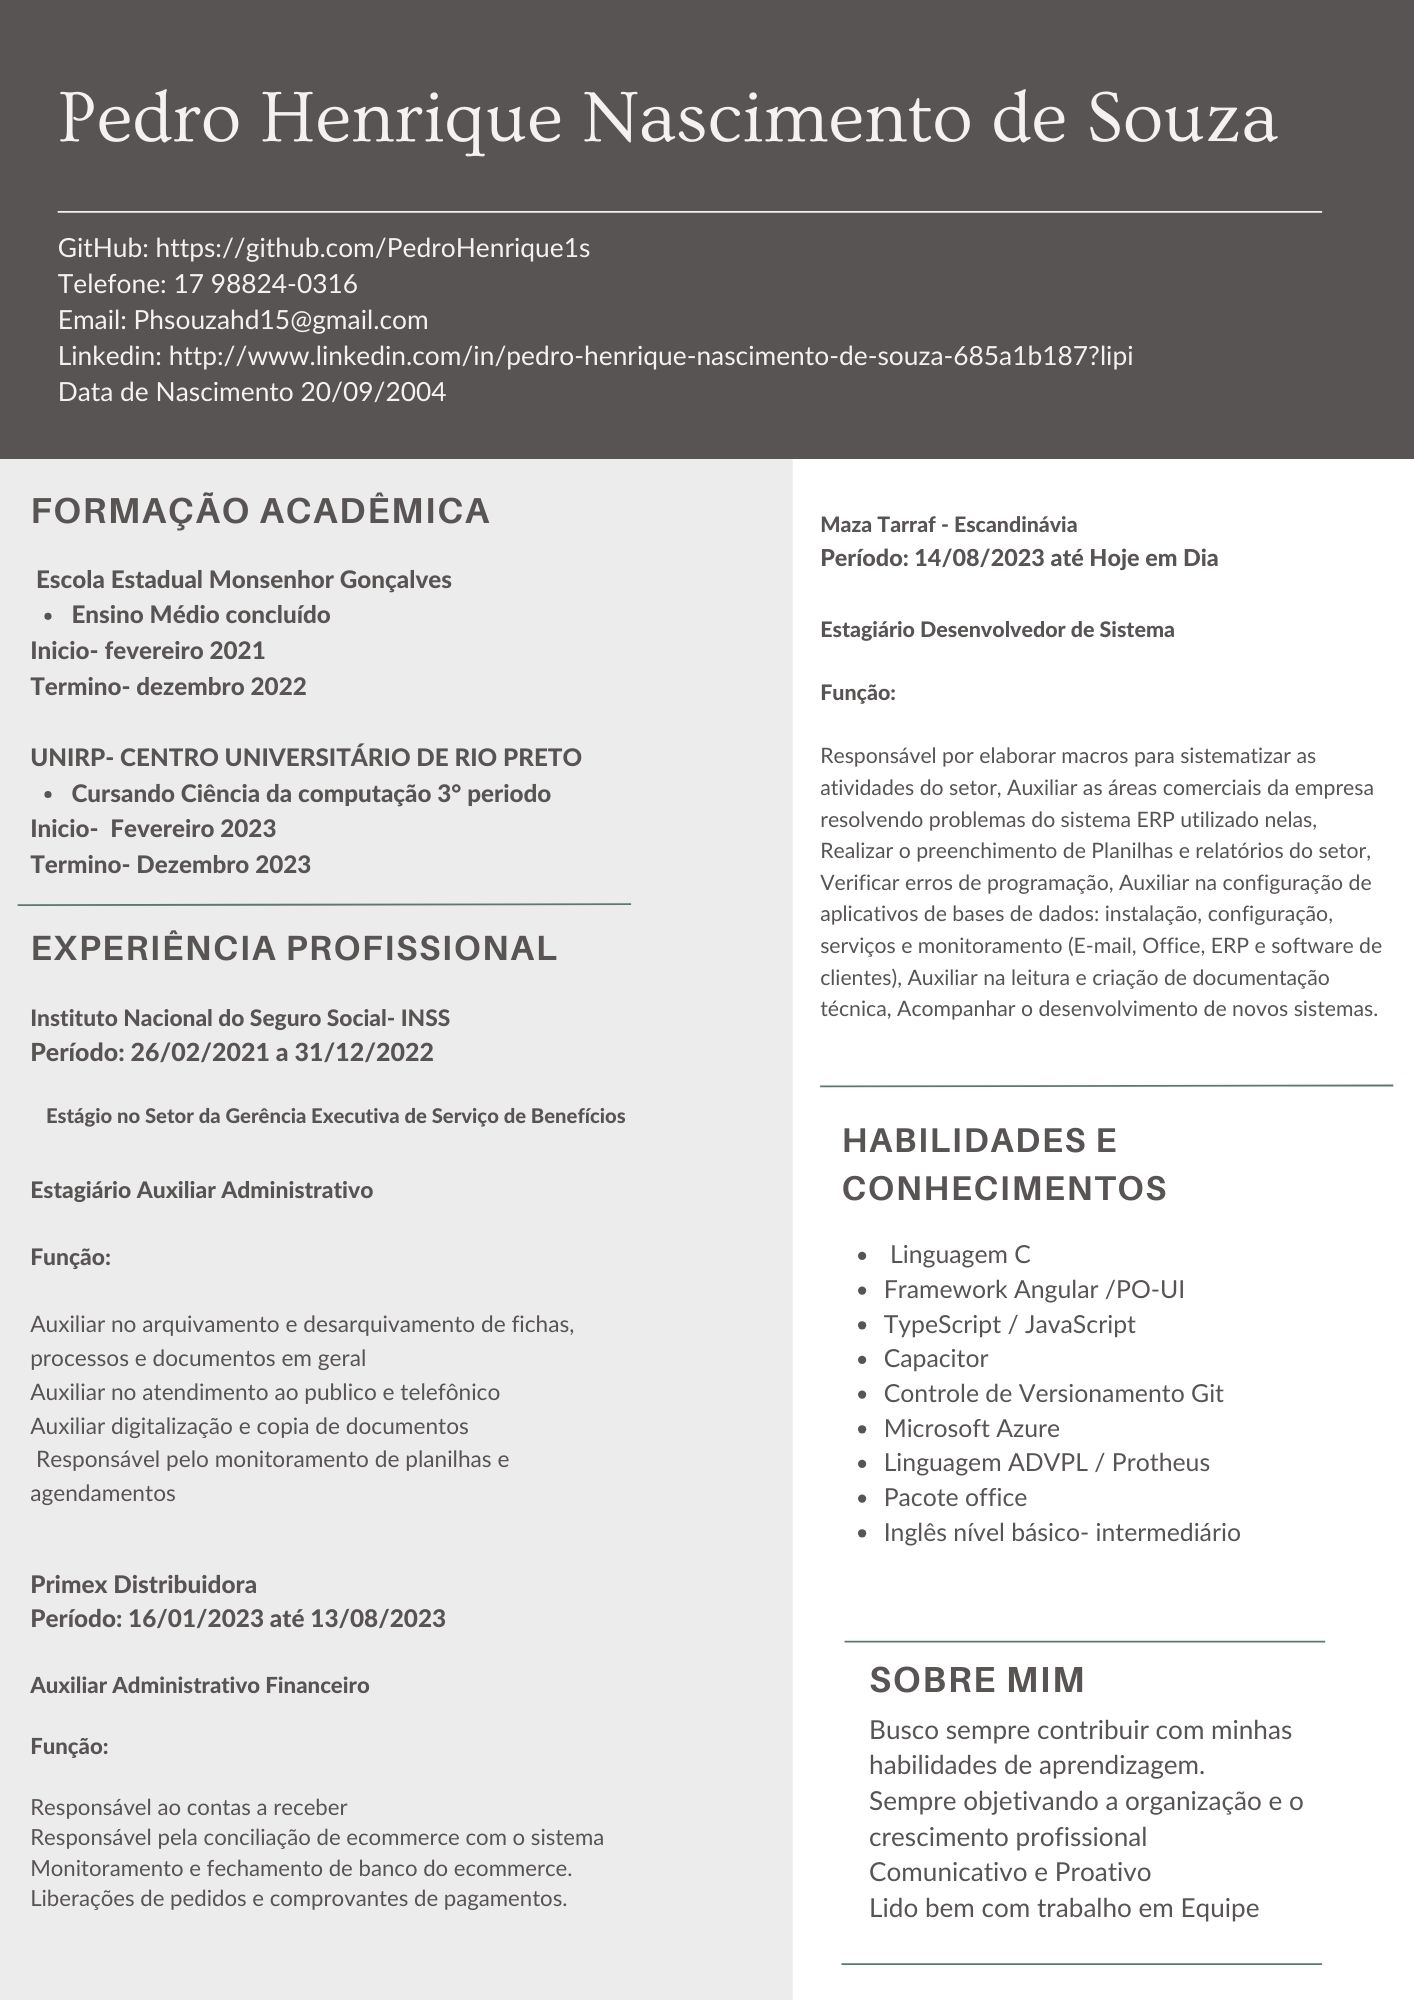 Pedro Henrique Nascimento de Souza
GitHub: https://github.com/PedroHenrique1s
Telefone: 17 98824-0316
Email: Phsouzahd15@gmail.com
Linkedin: http://www.linkedin.com/in/pedro-henrique-nascimento-de-souza-685a1b187?lipi
Data de Nascimento 20/09/2004
FORMAÇÃO ACADÊMICA
Escola Estadual Monsenhor Gonçalves
• Ensino Médio concluído
Inicio- fevereiro 2021
Termino- dezembro 2022
UNIRP- CENTRO UNIVERSITÁRIO DE RIO PRETO
• Cursando Ciência da computação 3° periodo
Inicio- Fevereiro 2023
Termino- Dezembro 2023
EXPERIÊNCIA PROFISSIONAL
Instituto Nacional do Seguro Social- INSS
Período: 26/02/2021 a 31/12/2022
Estágio no Setor da Gerência Executiva de Serviço de Benefícios
Estagiário Auxiliar Administrativo
Função:
Auxiliar no arquivamento e desarquivamento de fichas,
processos e documentos em geral
Auxiliar no atendimento ao publico e telefônico
Auxiliar digitalização e copia de documentos
Responsável pelo monitoramento de planilhas e
agendamentos
Primex Distribuidora
Período: 16/01/2023 até 13/08/2023
Auxiliar Administrativo Financeiro
Função:
Responsável ao contas a receber
Responsável pela conciliação de ecommerce com o sistema
Monitoramento e fechamento de banco do ecommerce.
Liberações de pedidos e comprovantes de pagamentos.
Maza Tarraf - Escandinávia
Período: 14/08/2023 até Hoje em Dia
Estagiário Desenvolvedor de Sistema
Função:
Responsável por elaborar macros para sistematizar as
atividades do setor, Auxiliar as áreas comerciais da empresa
resolvendo problemas do sistema ERP utilizado nelas,
Realizar o preenchimento de Planilhas e relatórios do setor,
Verificar erros de programação, Auxiliar na configuração de
aplicativos de bases de dados: instalação, configuração,
serviços e monitoramento (E-mail, Office, ERP e software de
clientes), Auxiliar na leitura e criação de documentação
técnica, Acompanhar o desenvolvimento de novos sistemas.
HABILIDADES E
CONHECIMENTOS
• Linguagem C
• Framework Angular /PO-UI
• TypeScript / JavaScript
• Capacitor
• Controle de Versionamento Git
• Microsoft Azure
• Linguagem ADVPL / Protheus
• Pacote office
• Inglês nível básico- intermediário
SOBRE MIM
Busco sempre contribuir com minhas
habilidades de aprendizagem.
Sempre objetivando a organização e o
crescimento profissional
Comunicativo e Proativo
Lido bem com trabalho em Equipe